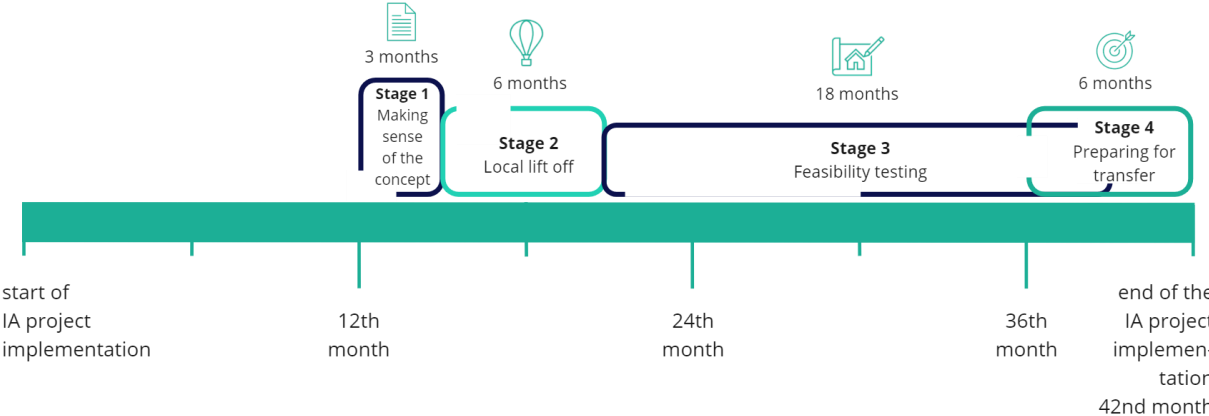 3 months
Stage 1
Making
sense
of the
concept
6 months
Stage 2
Local lift off
18 months
Stage 3
Feasibility testing
6 months
Stage 4
Preparing for
transfer
start of
IA project
implementation
12th
month
24th
month
36th
month
end of the
IA project
implemen-
tation
42nd month